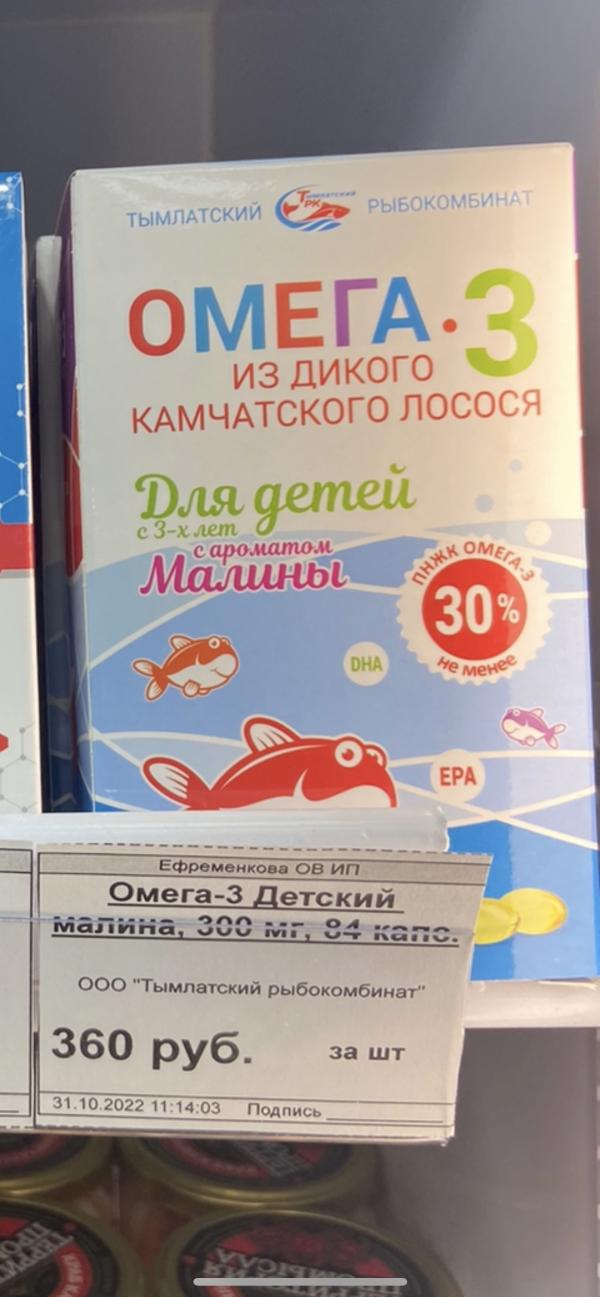 ТЫМЛАТСКИЙ
Тымлатский
ТРК
РЫБОКОМБИНАТ
ОМЕГА·3
ИЗ ДИКОГО
КАМЧАТСКОГО ЛОСОСЯ
Для детей
с 3-х лет
с ароматом
Малины
ПНЖК ОМЕГА-3
30%
не менее
DHA
EPA
Ефременкова ОВ ИП
Омега-3 Детский
малина, 300 мг, 84 капс.
ООО "Тымлатский рыбокомбинат"
360 руб. за шт
31.10.2022 11:14:03 Подпись